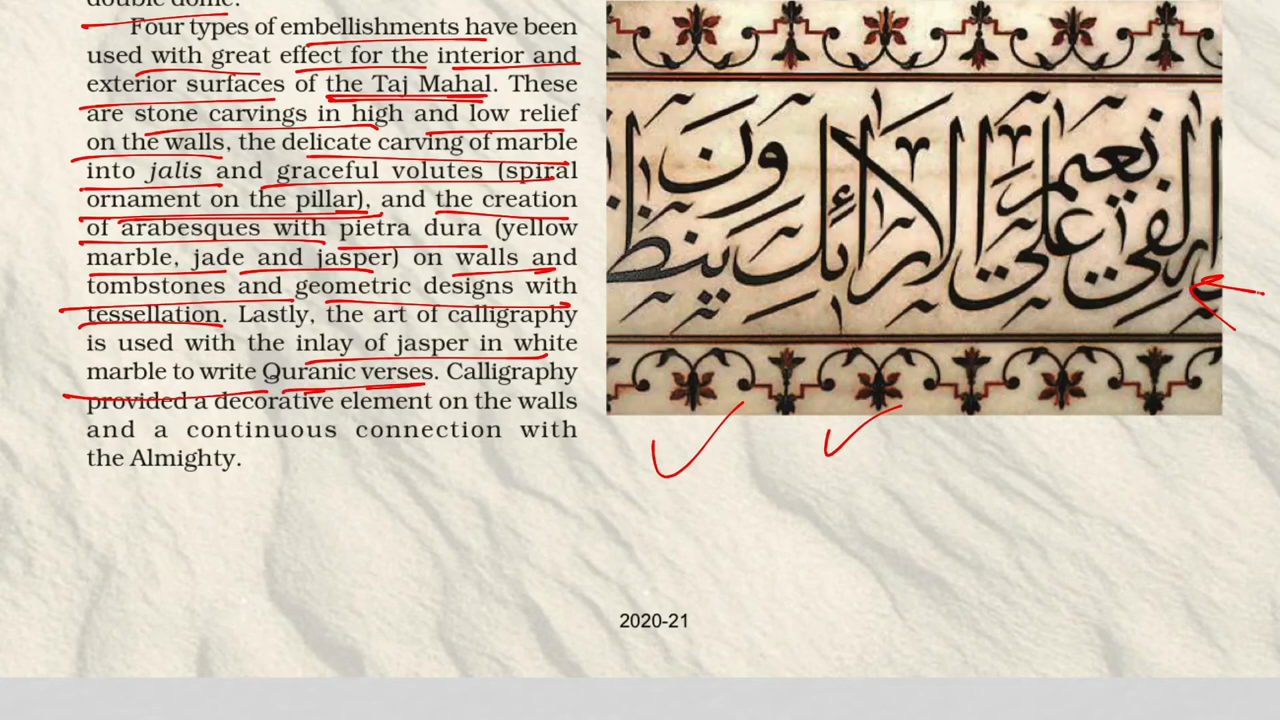 double dome.
Four types of embellishments have been
used with great effect for the interior and
exterior surfaces of the Taj Mahal. These
are stone carvings in high and low relief
on the walls, the delicate carving of marble
into jalis and graceful volutes (spiral
ornament on the pillar), and the creation
of arabesques with pietra dura (yellow
marble, jade and jasper) on walls and
tombstones and geometric designs with
tessellation. Lastly, the art of calligraphy
is used with the inlay of jasper in white
marble to write Quranic verses. Calligraphy
provided a decorative element on the walls
and a continuous connection with
the Almighty.
لفي نعيم على الارائك ينظرون
2020-21